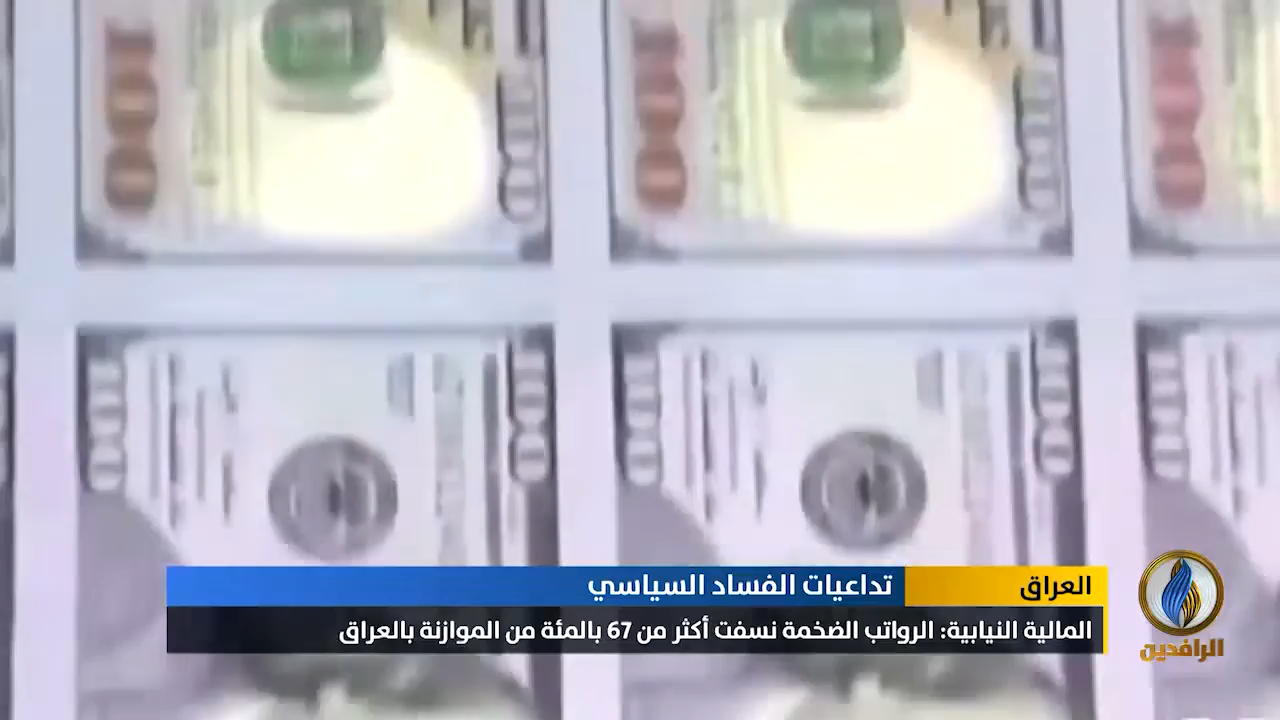 العراق
تداعيات الفساد السياسي
المالية النيابية: الرواتب الضخمة نسفت أكثر من 67 بالمئة من الموازنة بالعراق
الرافدين